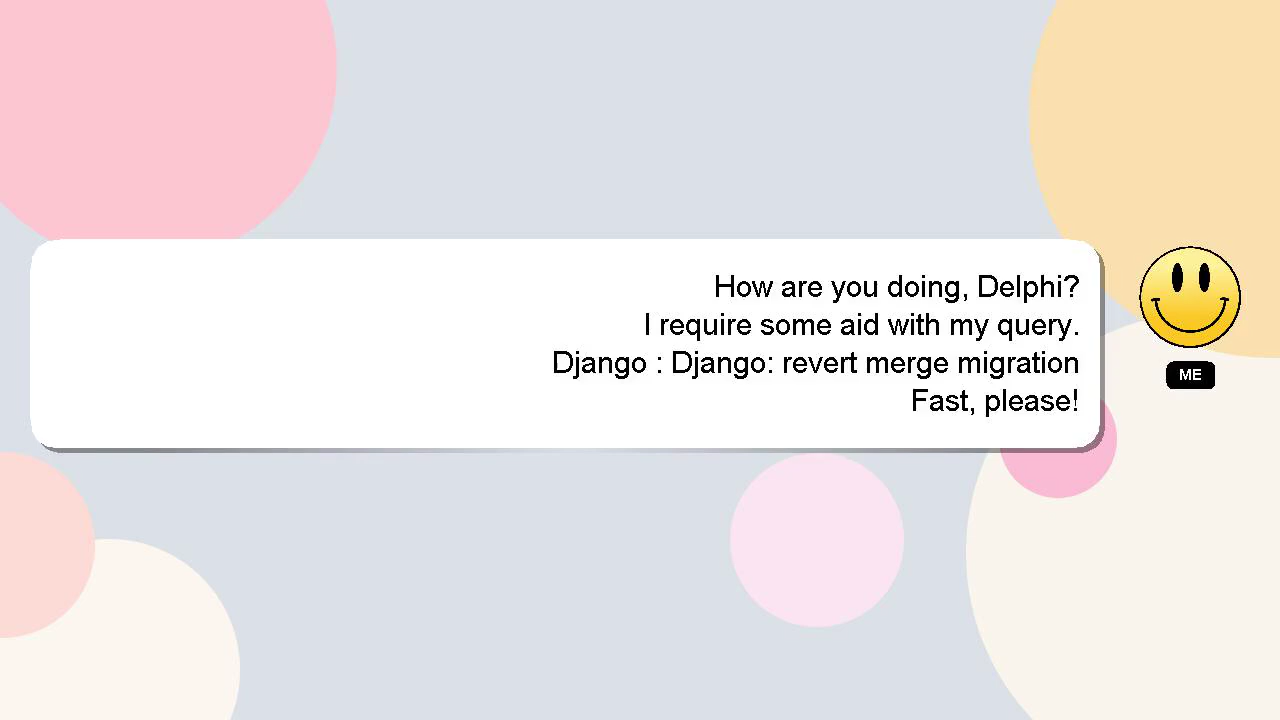 How are you doing, Delphi?
I require some aid with my query.
Django : Django: revert merge migration
Fast, please!
ME